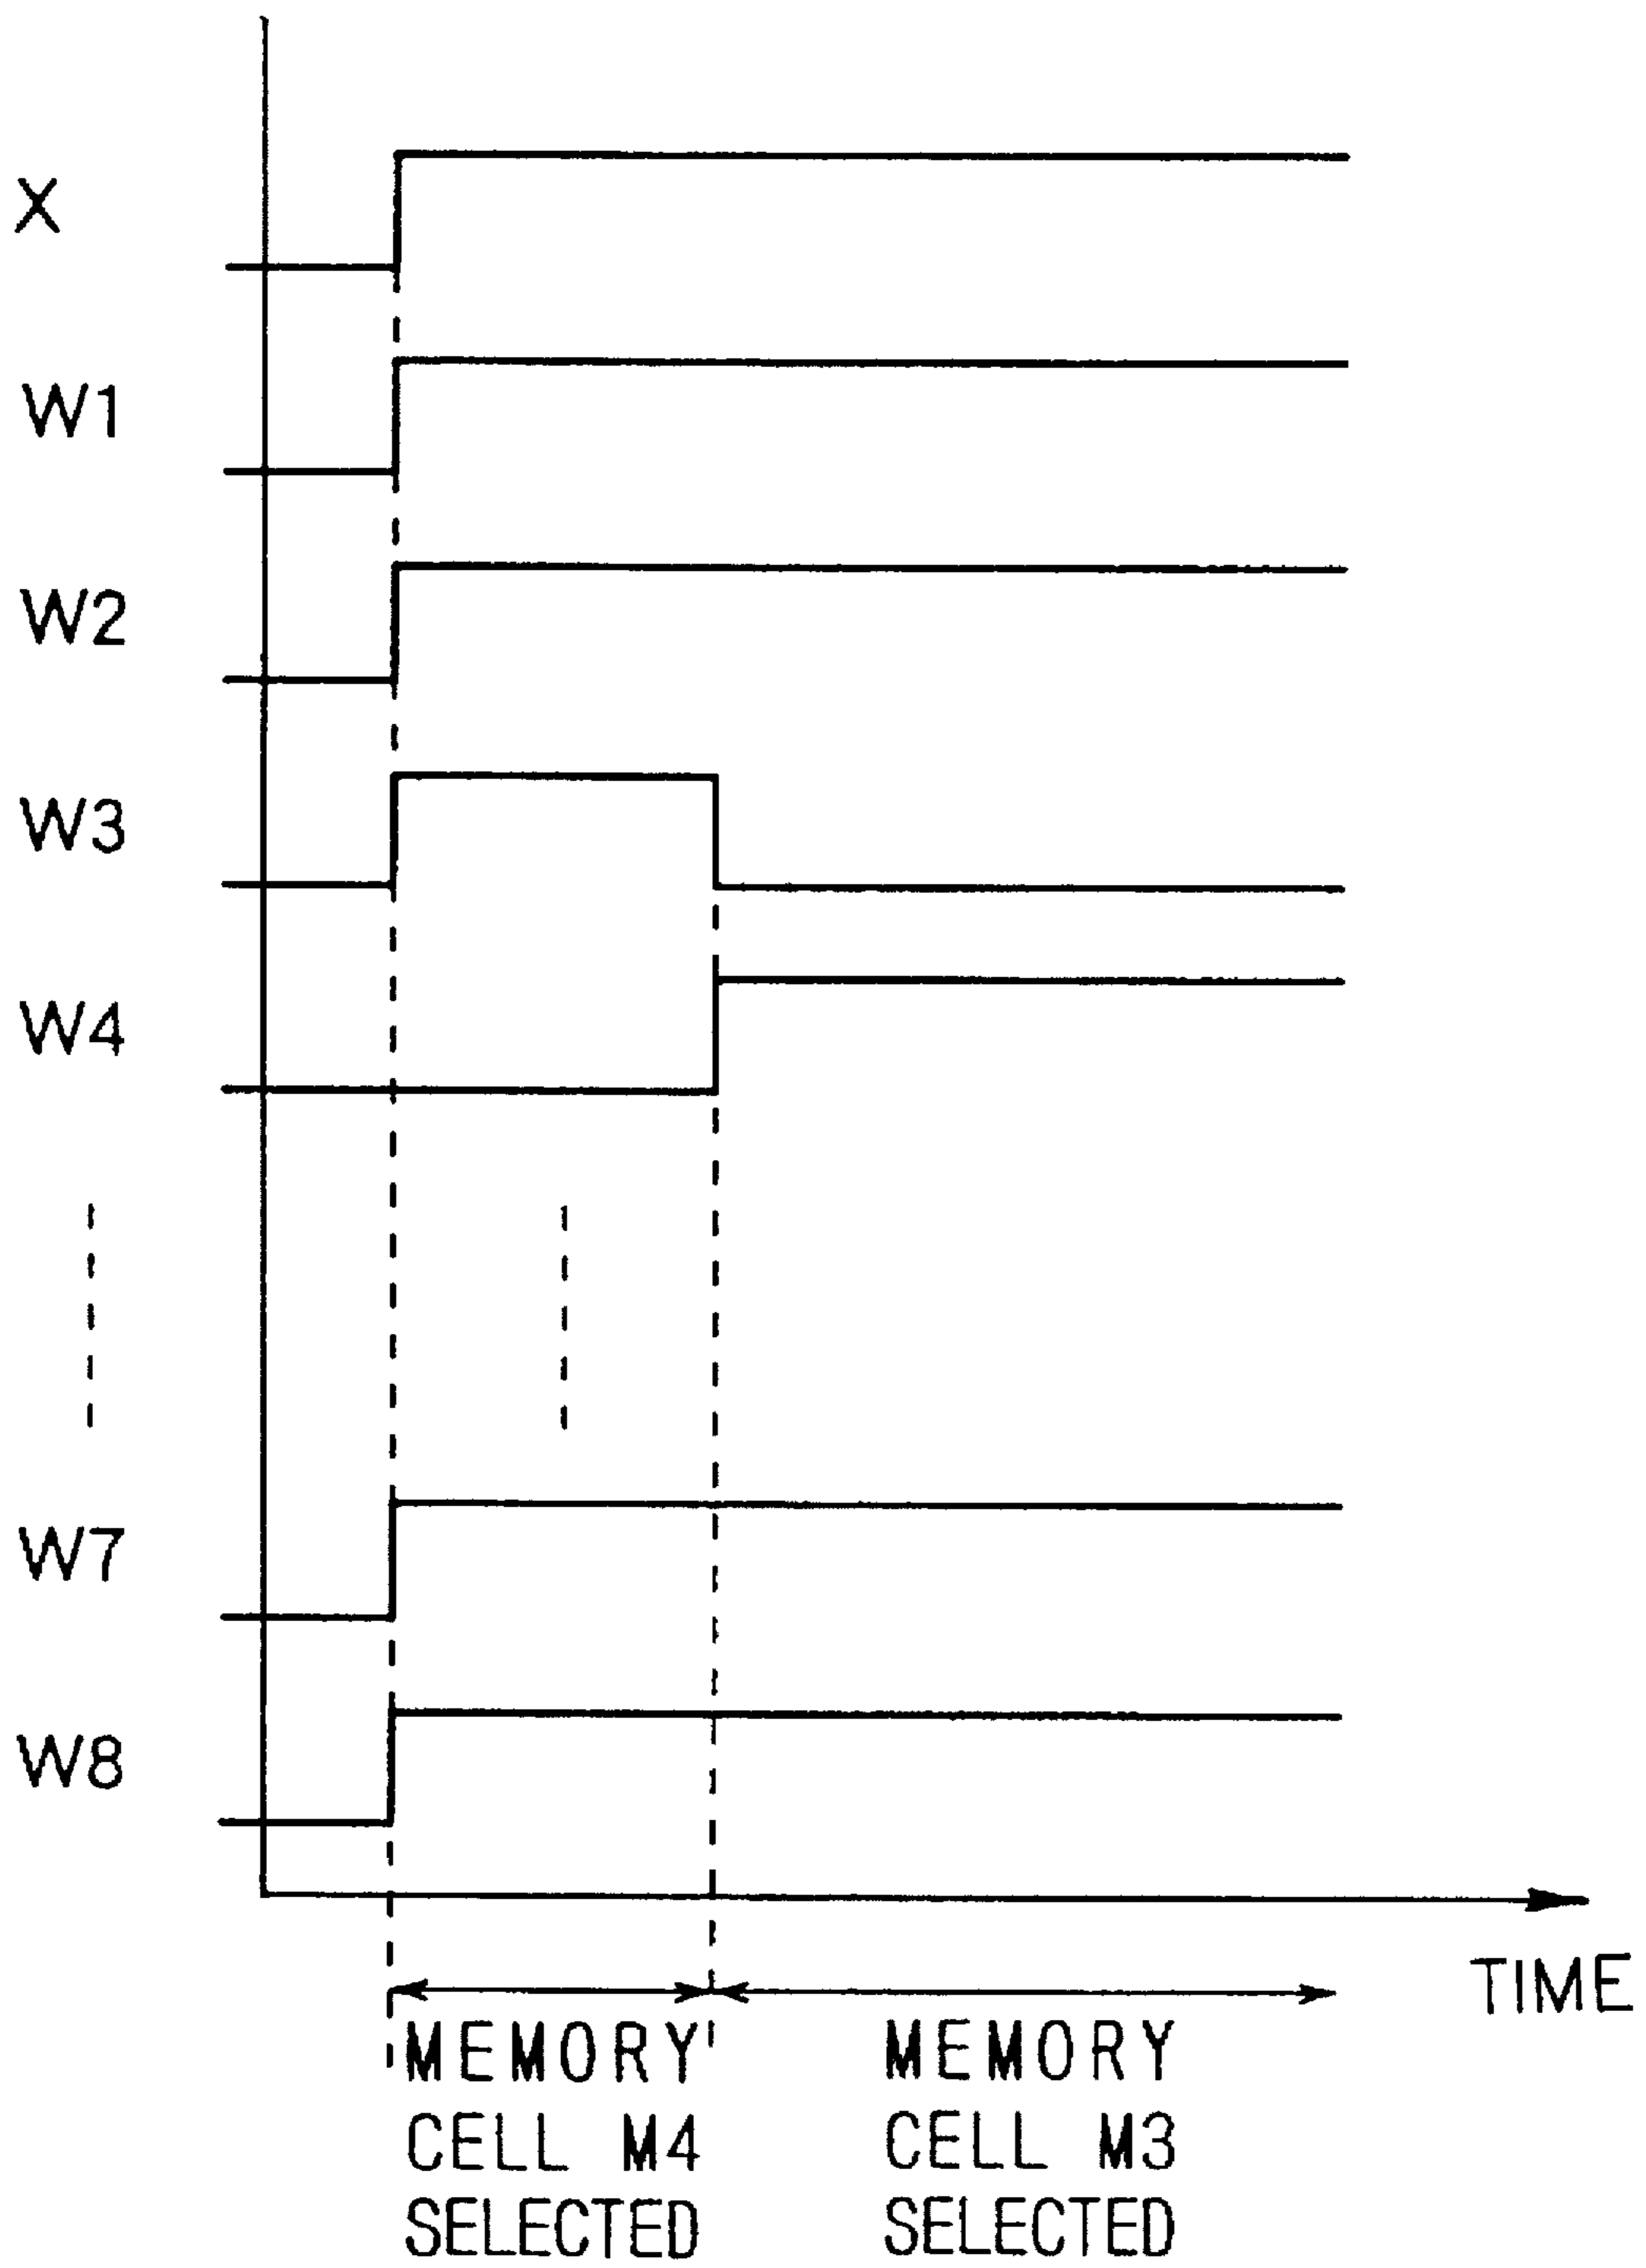 X
W1
W2
W3
W4
W7
W8
TIME
MEMORY
CELL M4
SELECTED
MEMORY
CELL M3
SELECTED